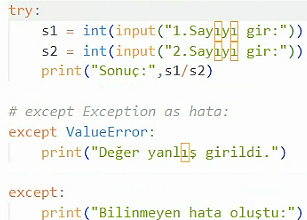 try:
    s1 = int(input("1.Sayıyı gir:"))
    s2 = int(input("2.Sayıyı gir:"))
    print("Sonuç:",s1/s2)
# except Exception as hata:
except ValueError:
    print("Değer yanlış girildi.")
except:
    print("Bilinmeyen hata oluştu:")